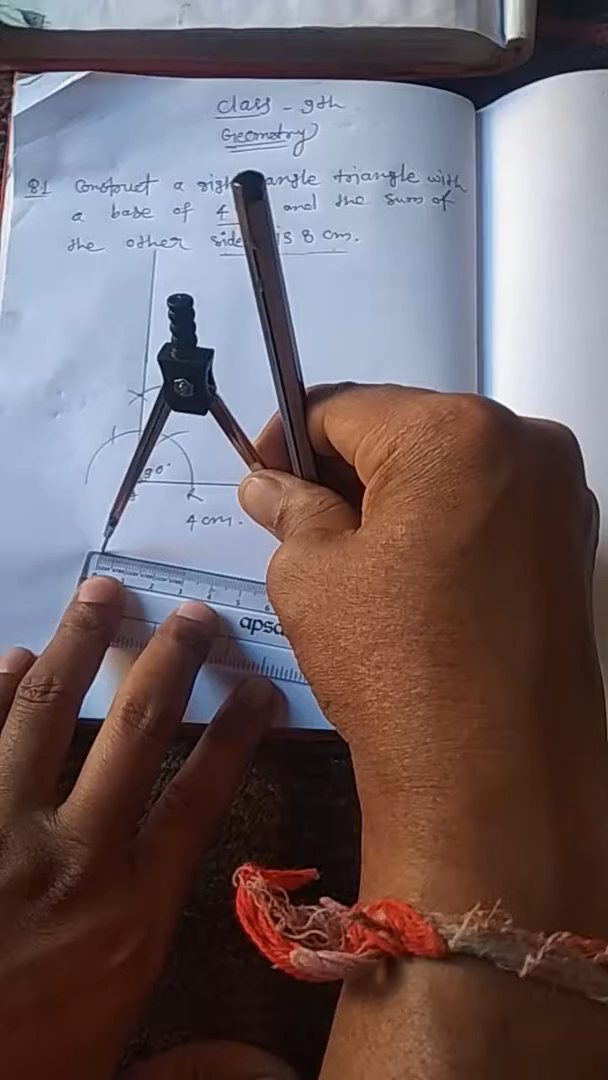 Class - 9th
Geometry
Q1 Construct a right angle triangle with
a base of 4 and the sum of
the other side is 8 cm.
90°
4 cm.
apsa